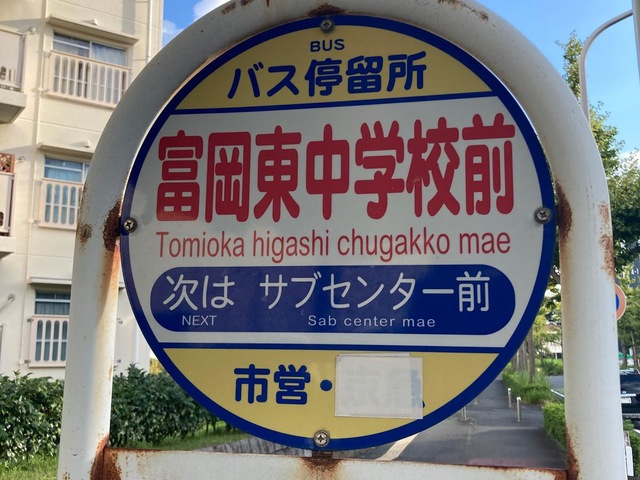 BUS
バス停留所
富岡東中学校前
Tomioka higashi chugakko mae
次は サブセンター前
NEXT Sab center mae
市営・